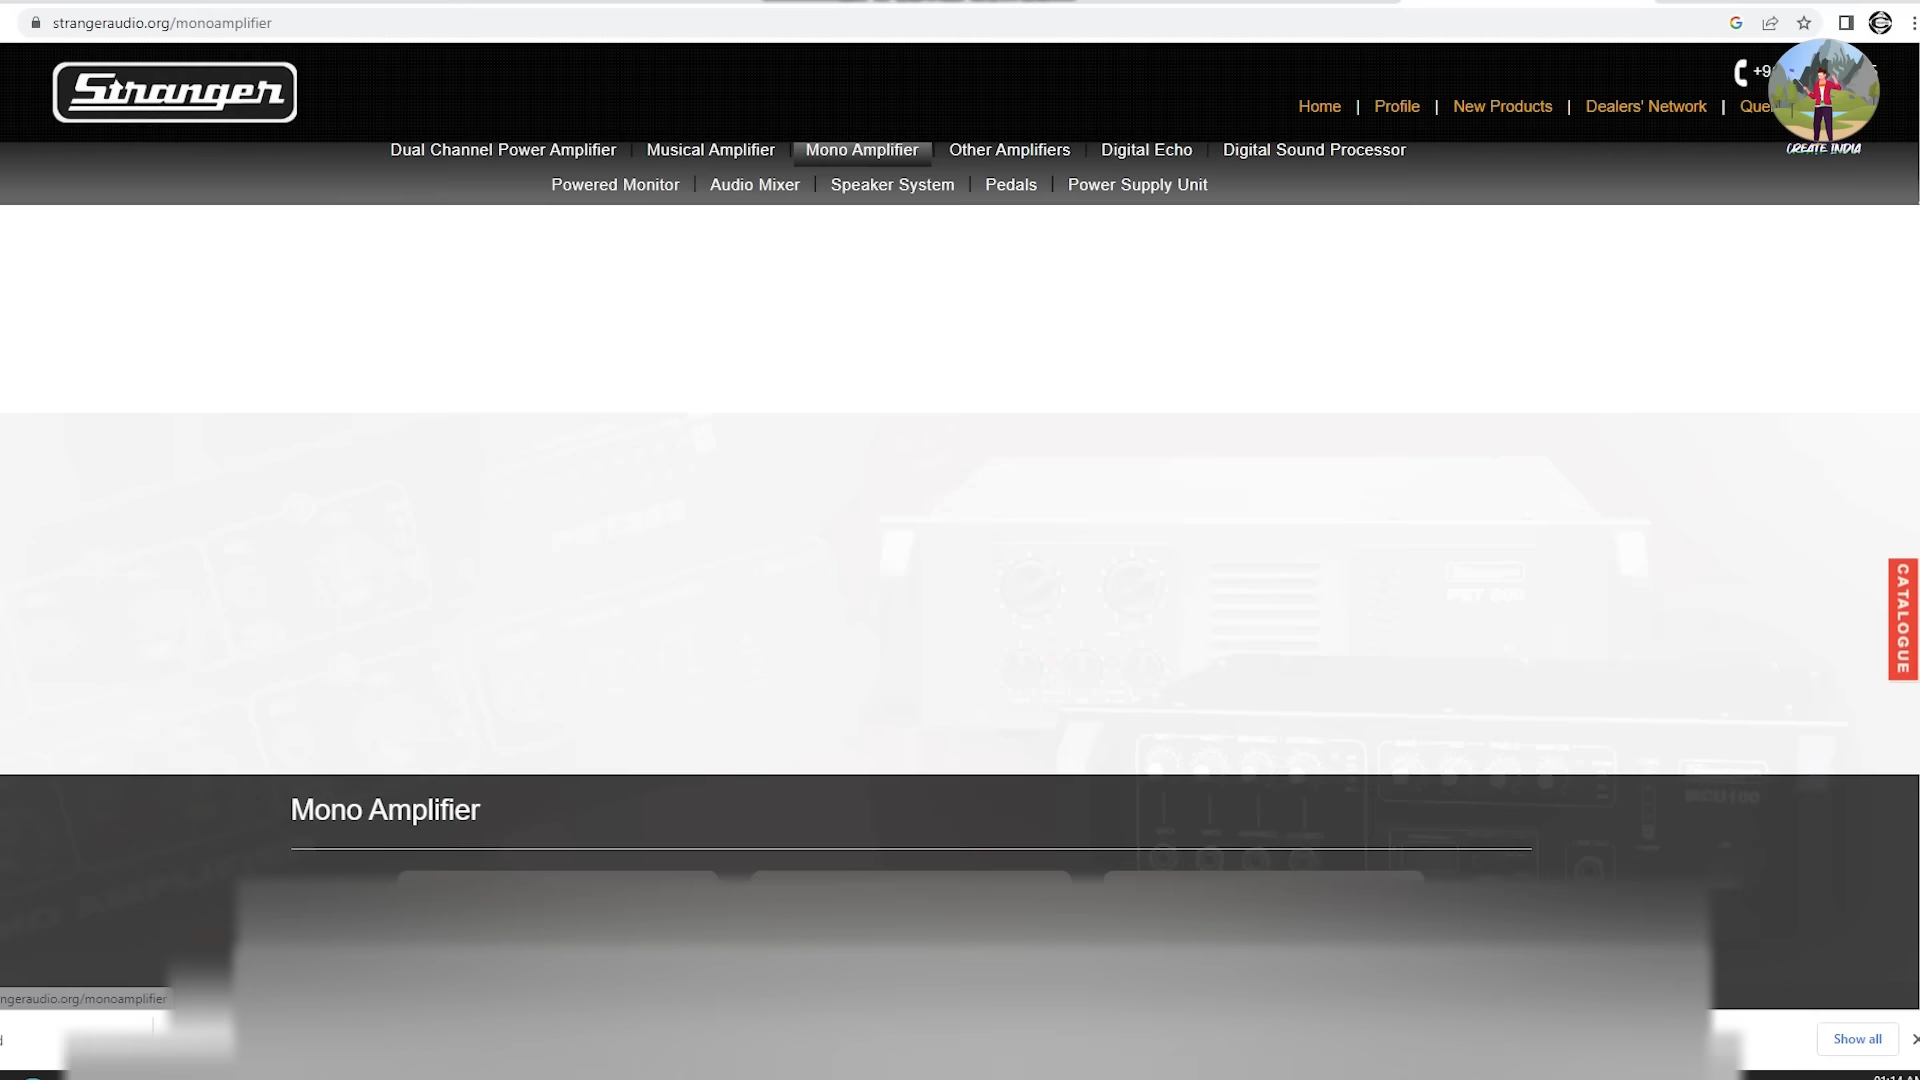 strangeraudio.org/monoamplifier
Stranger
+9
Home | Profile | New Products | Dealers' Network |
CREATE INDIA
Dual Channel Power Amplifier | Musical Amplifier | Mono Amplifier | Other Amplifiers | Digital Echo | Digital Sound Processor
Powered Monitor | Audio Mixer | Speaker System | Pedals | Power Supply Unit
CATALOGUE
Mono Amplifier
ngeraudio.org/monoamplifier
Show all